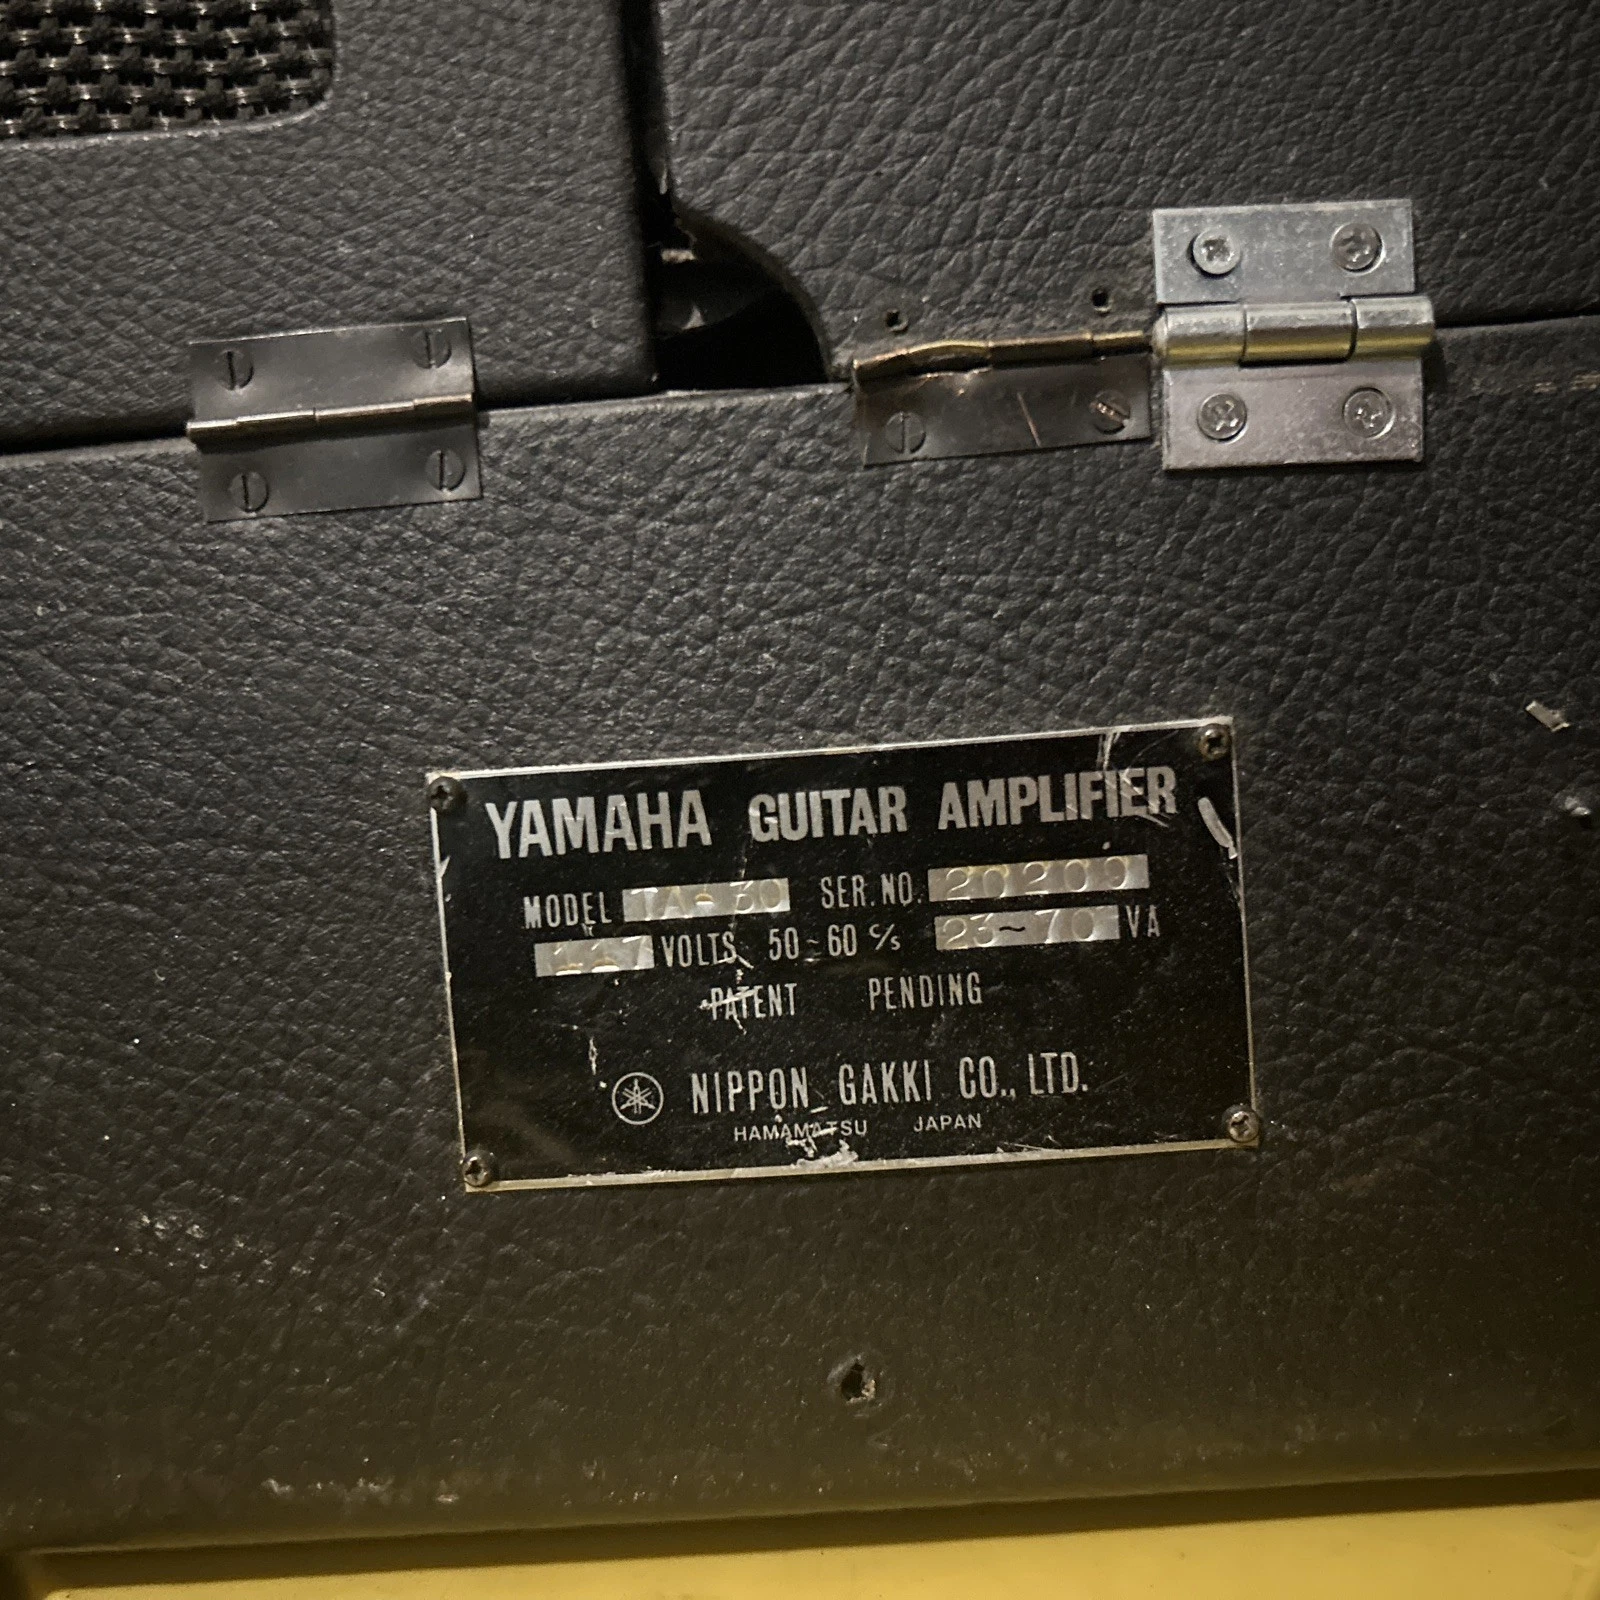 YAMAHA GUITAR AMPLIFIER
MODEL TA-30 SER. NO. 20209
117 VOLTS 50~60 c/s 23~70 VA
PATENT PENDING
NIPPON GAKKI CO., LTD.
HAMAMATSU JAPAN